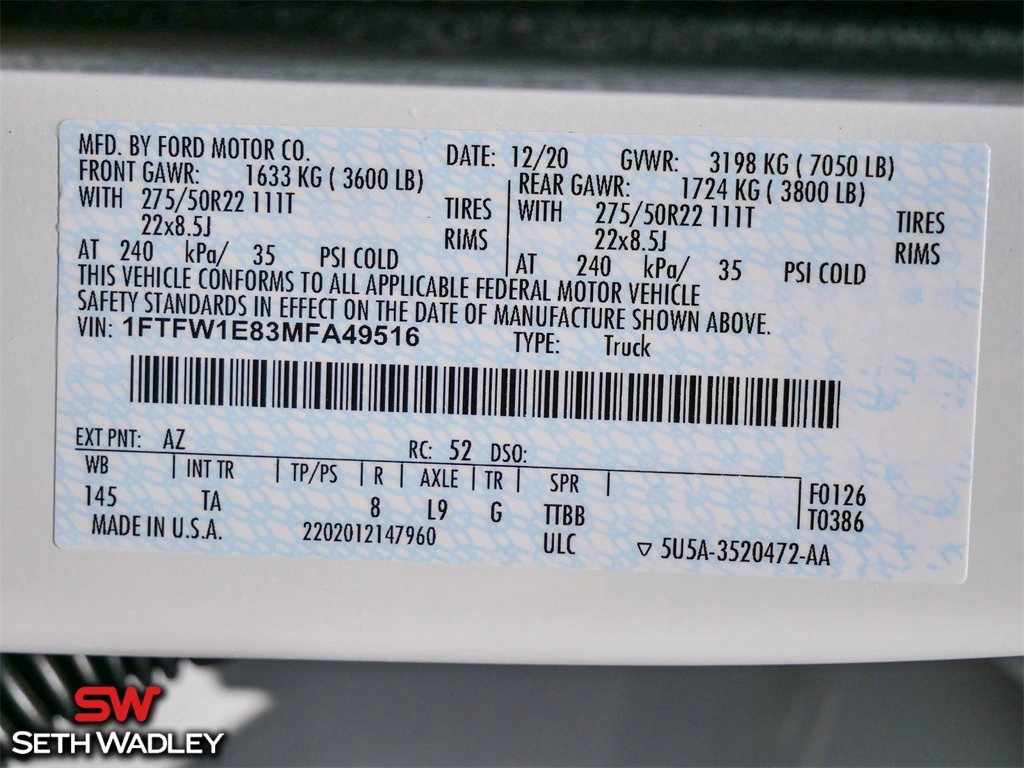 MFD. BY FORD MOTOR CO. DATE: 12/20 GVWR: 3198 KG ( 7050 LB)
FRONT GAWR: 1633 KG ( 3600 LB) REAR GAWR: 1724 KG ( 3800 LB)
WITH 275/50R22 111T TIRES WITH 275/50R22 111T TIRES
22x8.5J RIMS 22x8.5J RIMS
AT 240 kPa/ 35 PSI COLD AT 240 kPa/ 35 PSI COLD
THIS VEHICLE CONFORMS TO ALL APPLICABLE FEDERAL MOTOR VEHICLE
SAFETY STANDARDS IN EFFECT ON THE DATE OF MANUFACTURE SHOWN ABOVE.
VIN: 1FTFW1E83MFA49516 TYPE: Truck
EXT PNT: AZ RC: 52 DSO:
WB INT TR TP/PS R AXLE TR SPR
145 TA 8 L9 G TTBB F0126
T0386
MADE IN U.S.A. 2202012147960 ULC ▽ 5U5A-3520472-AA
SW
SETH WADLEY